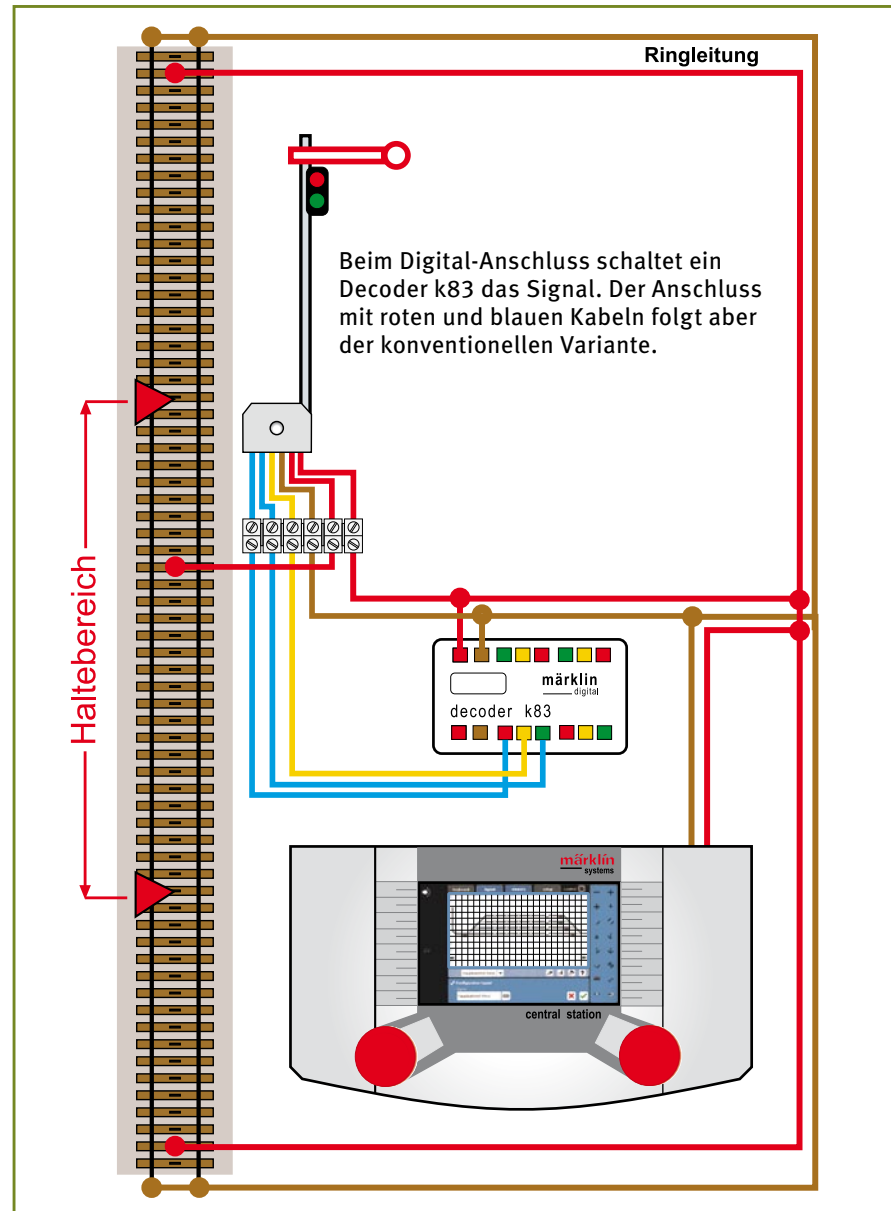 Ringleitung
Beim Digital-Anschluss schaltet ein
Decoder k83 das Signal. Der Anschluss
mit roten und blauen Kabeln folgt aber
der konventionellen Variante.
Haltebereich
märklin
digital
decoder k83
märklin
systems
central station